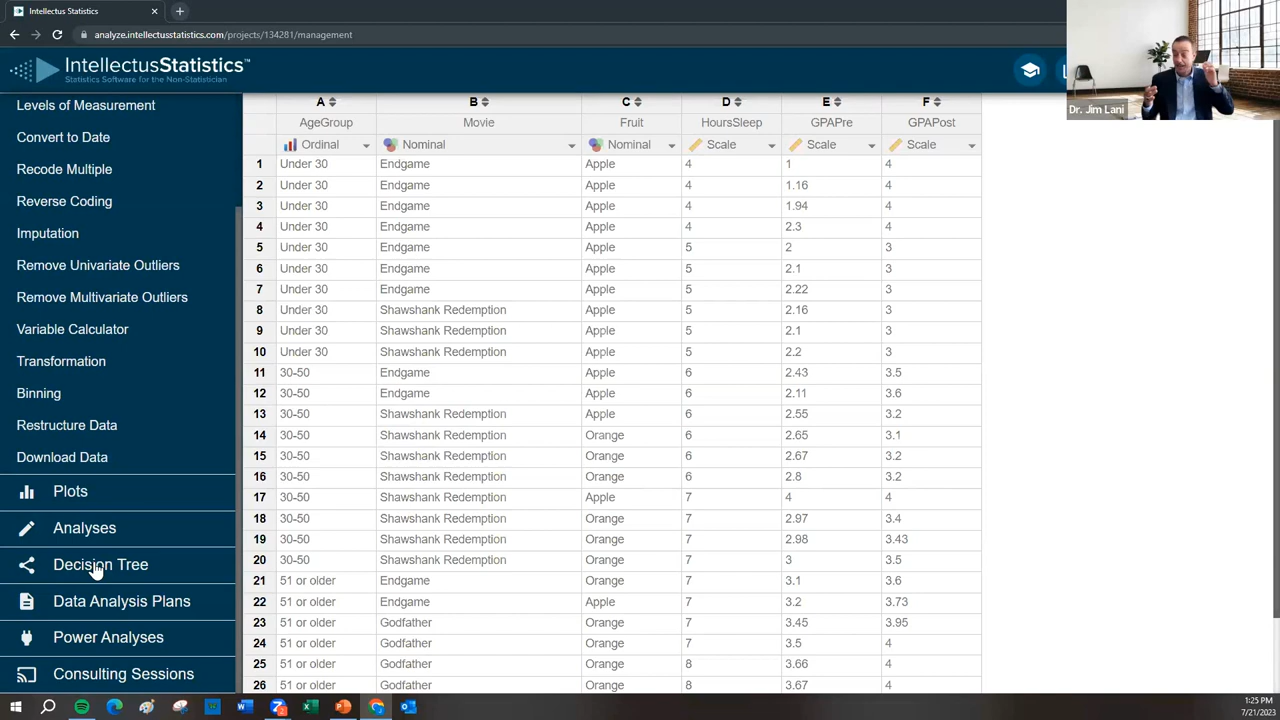 Intellectus Statistics
analyze.intellectusstatistics.com/projects/134281/management
IntellectusStatistics™
Statistics Software for the Non-Statistician
Dr. Jim Lani
Levels of Measurement
Convert to Date
Recode Multiple
Reverse Coding
Imputation
Remove Univariate Outliers
Remove Multivariate Outliers
Variable Calculator
Transformation
Binning
Restructure Data
Download Data
Plots
Analyses
Decision Tree
Data Analysis Plans
Power Analyses
Consulting Sessions
A B C D E F
AgeGroup Movie Fruit HoursSleep GPAPre GPAPost
Ordinal Nominal Nominal Scale Scale Scale
1 Under 30 Endgame Apple 4 1 4
2 Under 30 Endgame Apple 4 1.16 4
3 Under 30 Endgame Apple 4 1.94 4
4 Under 30 Endgame Apple 4 2.3 4
5 Under 30 Endgame Apple 5 2 3
6 Under 30 Endgame Apple 5 2.1 3
7 Under 30 Endgame Apple 5 2.22 3
8 Under 30 Shawshank Redemption Apple 5 2.16 3
9 Under 30 Shawshank Redemption Apple 5 2.1 3
10 Under 30 Shawshank Redemption Apple 5 2.2 3
11 30-50 Endgame Apple 6 2.43 3.5
12 30-50 Endgame Apple 6 2.11 3.6
13 30-50 Shawshank Redemption Apple 6 2.55 3.2
14 30-50 Shawshank Redemption Orange 6 2.65 3.1
15 30-50 Shawshank Redemption Orange 6 2.67 3.2
16 30-50 Shawshank Redemption Orange 6 2.8 3.2
17 30-50 Shawshank Redemption Apple 7 4 4
18 30-50 Shawshank Redemption Orange 7 2.97 3.4
19 30-50 Shawshank Redemption Orange 7 2.98 3.43
20 30-50 Shawshank Redemption Orange 7 3 3.5
21 51 or older Endgame Orange 7 3.1 3.6
22 51 or older Endgame Apple 7 3.2 3.73
23 51 or older Godfather Orange 7 3.45 3.95
24 51 or older Godfather Orange 7 3.5 4
25 51 or older Godfather Orange 8 3.66 4
26 51 or older Godfather Orange 8 3.67 4
1:25 PM
7/21/2023